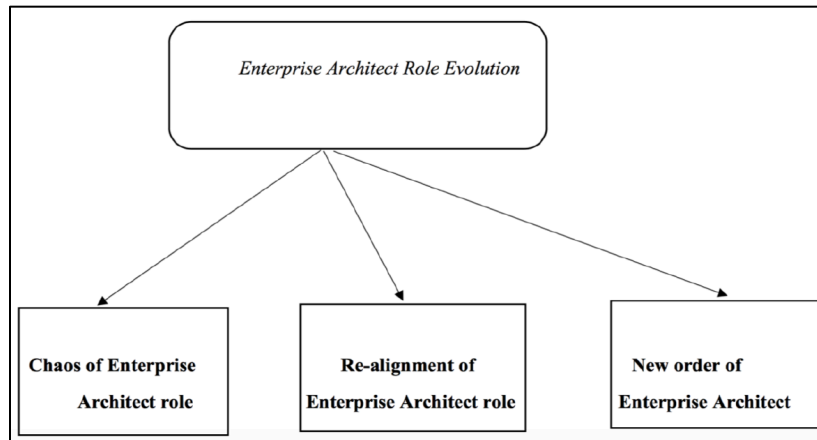 Enterprise Architect Role Evolution
Chaos of Enterprise
Architect role
Re-alignment of
Enterprise Architect role
New order of
Enterprise Architect